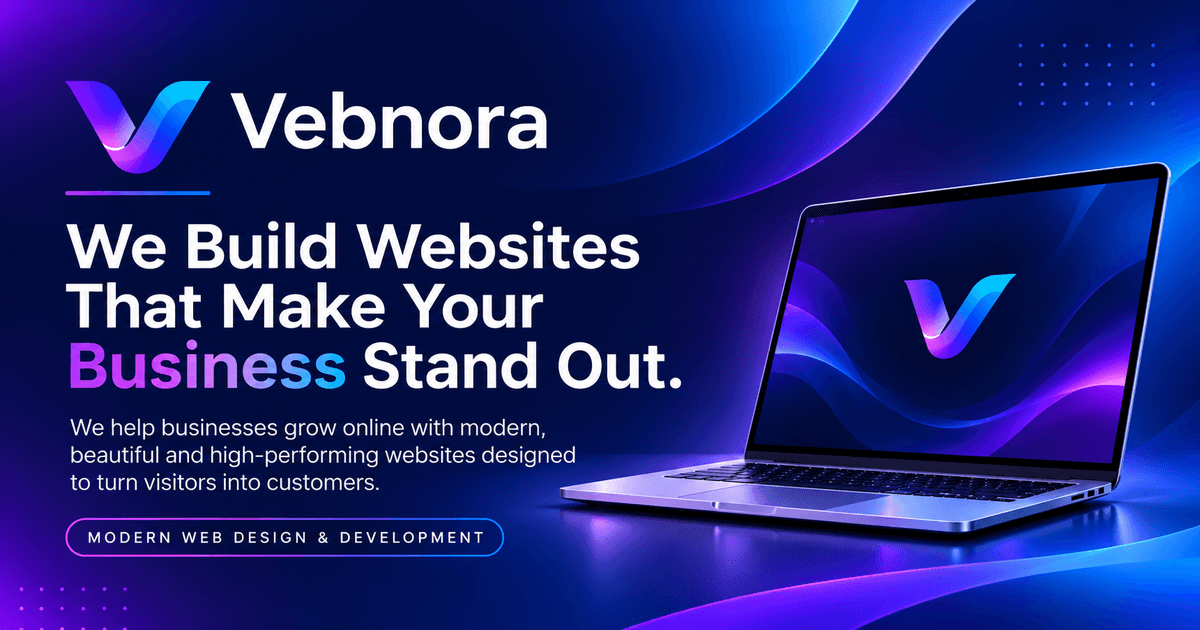 Vebnora
We Build Websites
That Make Your
Business Stand Out.
We help businesses grow online with modern,
beautiful and high-performing websites designed
to turn visitors into customers.
MODERN WEB DESIGN & DEVELOPMENT